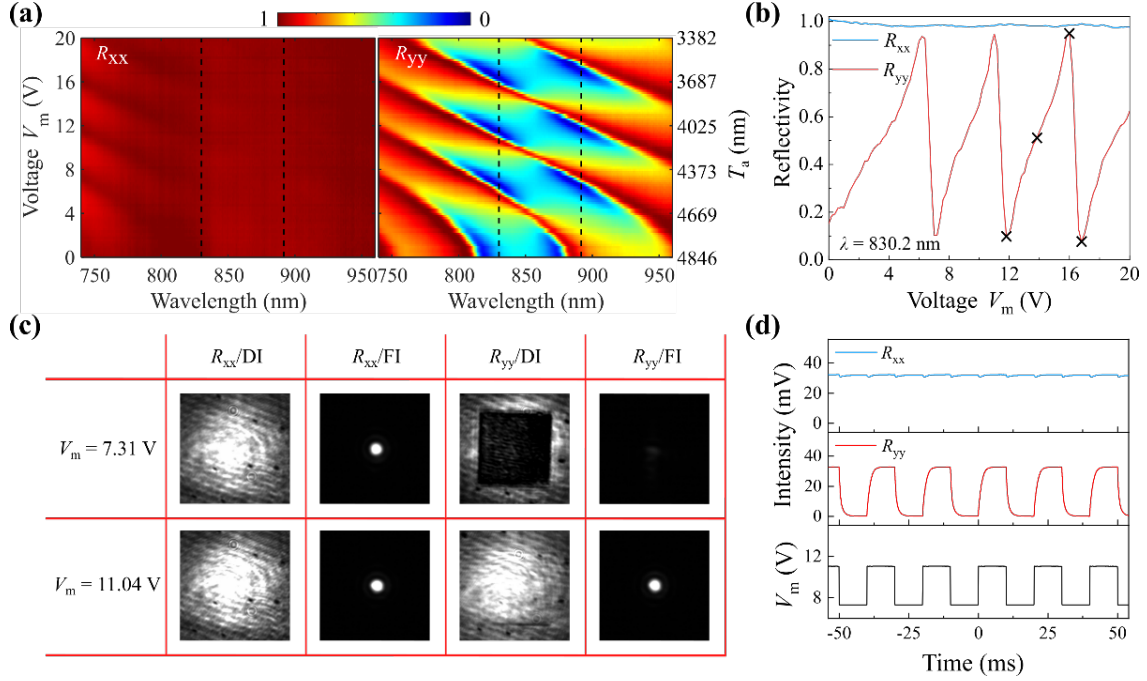 (a)
1
0
R_xx
R_yy
Voltage V_m (V)
20
16
12
8
4
0
3382
3687
4025
4373
4669
4846
T_a (nm)
750 800 850 900 950
750 800 850 900 950
Wavelength (nm)
Wavelength (nm)
(b)
R_xx
R_yy
Reflectivity
1.0
0.8
0.6
0.4
0.2
0.0
λ = 830.2 nm
0 4 8 12 16 20
Voltage V_m (V)
(c)
R_xx/DI R_xx/FI R_yy/DI R_yy/FI
V_m = 7.31 V
V_m = 11.04 V
(d)
R_xx
40
20
0
R_yy
40
20
0
Intensity (mV)
12
8
V_m (V)
-50 -25 0 25 50
Time (ms)